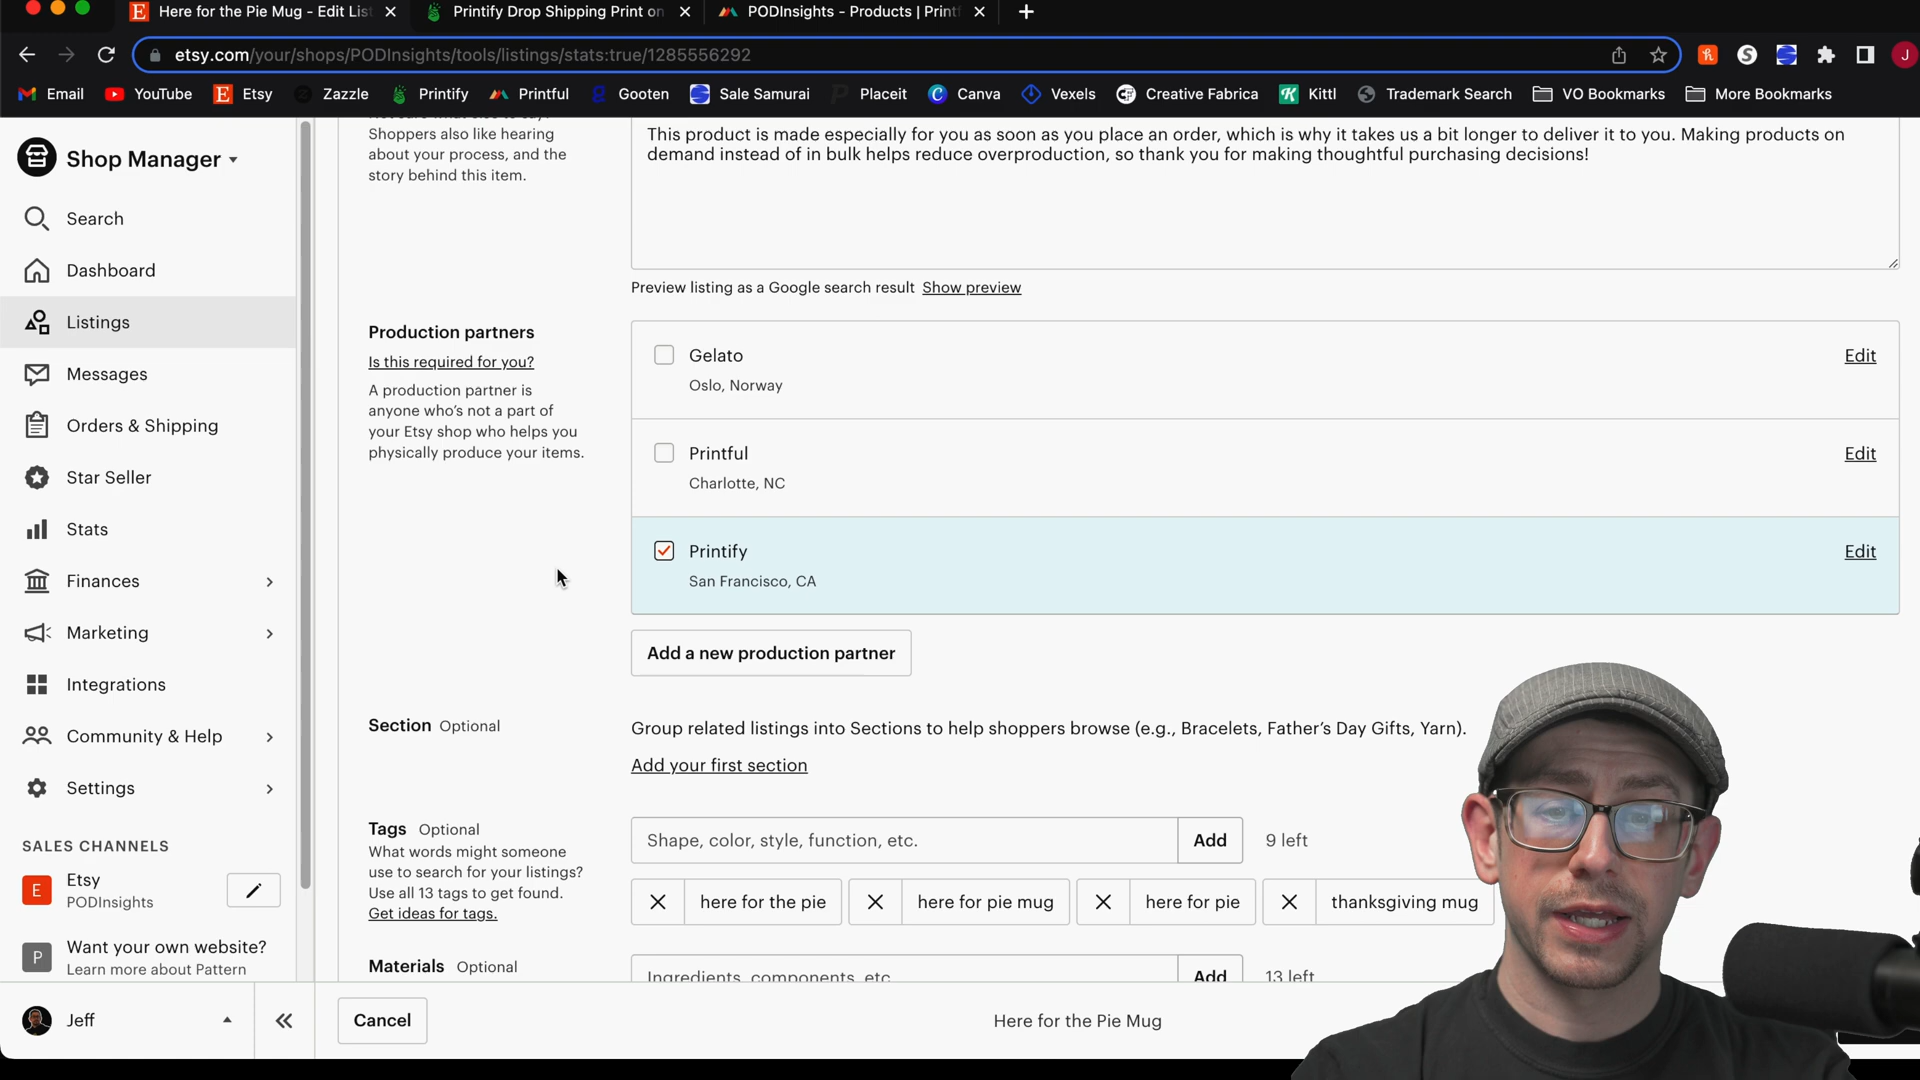 Here for the Pie Mug - Edit List
Printify Drop Shipping Print on
PODInsights - Products | Printf
etsy.com/your/shops/PODInsights/tools/listings/stats:true/1285556292
J
Email
YouTube
Etsy
Zazzle
Printify
Printful
Gooten
Sale Samurai
Placeit
Canva
Vexels
Creative Fabrica
Kittl
Trademark Search
VO Bookmarks
More Bookmarks
Shop Manager
Search
Dashboard
Listings
Messages
Orders & Shipping
Star Seller
Stats
Finances
Marketing
Integrations
Community & Help
Settings
SALES CHANNELS
E
Etsy
PODInsights
P
Want your own website?
Learn more about Pattern
Jeff
Shoppers also like hearing
about your process, and the
story behind this item.
This product is made especially for you as soon as you place an order, which is why it takes us a bit longer to deliver it to you. Making products on
demand instead of in bulk helps reduce overproduction, so thank you for making thoughtful purchasing decisions!
Preview listing as a Google search result Show preview
Production partners
Is this required for you?
A production partner is
anyone who's not a part of
your Etsy shop who helps you
physically produce your items.
Gelato
Oslo, Norway
Edit
Printful
Charlotte, NC
Edit
Printify
San Francisco, CA
Edit
Add a new production partner
Section Optional
Group related listings into Sections to help shoppers browse (e.g., Bracelets, Father's Day Gifts, Yarn).
Add your first section
Tags Optional
What words might someone
use to search for your listings?
Use all 13 tags to get found.
Get ideas for tags.
Shape, color, style, function, etc.
Add
9 left
here for the pie
here for pie mug
here for pie
thanksgiving mug
Materials Optional
Ingredients, components, etc.
Add
13 left
Cancel
Here for the Pie Mug